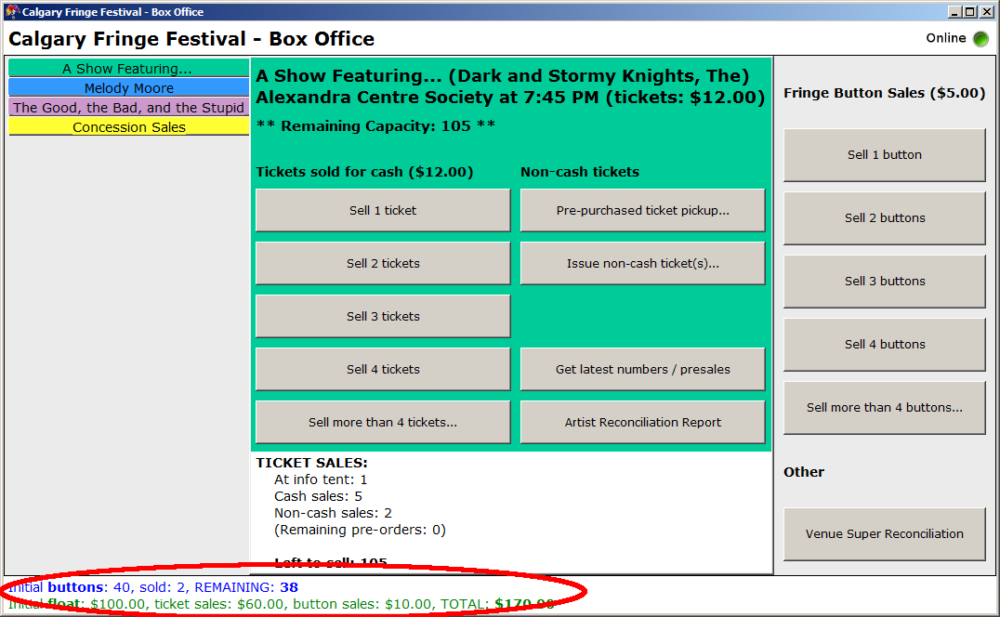 Calgary Fringe Festival - Box Office
Calgary Fringe Festival - Box Office
Online
A Show Featuring...
Melody Moore
The Good, the Bad, and the Stupid
Concession Sales
A Show Featuring... (Dark and Stormy Knights, The)
Alexandra Centre Society at 7:45 PM (tickets: $12.00)
** Remaining Capacity: 105 **
Tickets sold for cash ($12.00)
Sell 1 ticket
Sell 2 tickets
Sell 3 tickets
Sell 4 tickets
Sell more than 4 tickets...
Non-cash tickets
Pre-purchased ticket pickup...
Issue non-cash ticket(s)...
Get latest numbers / presales
Artist Reconciliation Report
TICKET SALES:
At info tent: 1
Cash sales: 5
Non-cash sales: 2
(Remaining pre-orders: 0)
Left to sell: 105
Fringe Button Sales ($5.00)
Sell 1 button
Sell 2 buttons
Sell 3 buttons
Sell 4 buttons
Sell more than 4 buttons...
Other
Venue Super Reconciliation
Initial buttons: 40, sold: 2, REMAINING: 38
Initial float: $100.00, ticket sales: $60.00, button sales: $10.00, TOTAL: $170.00